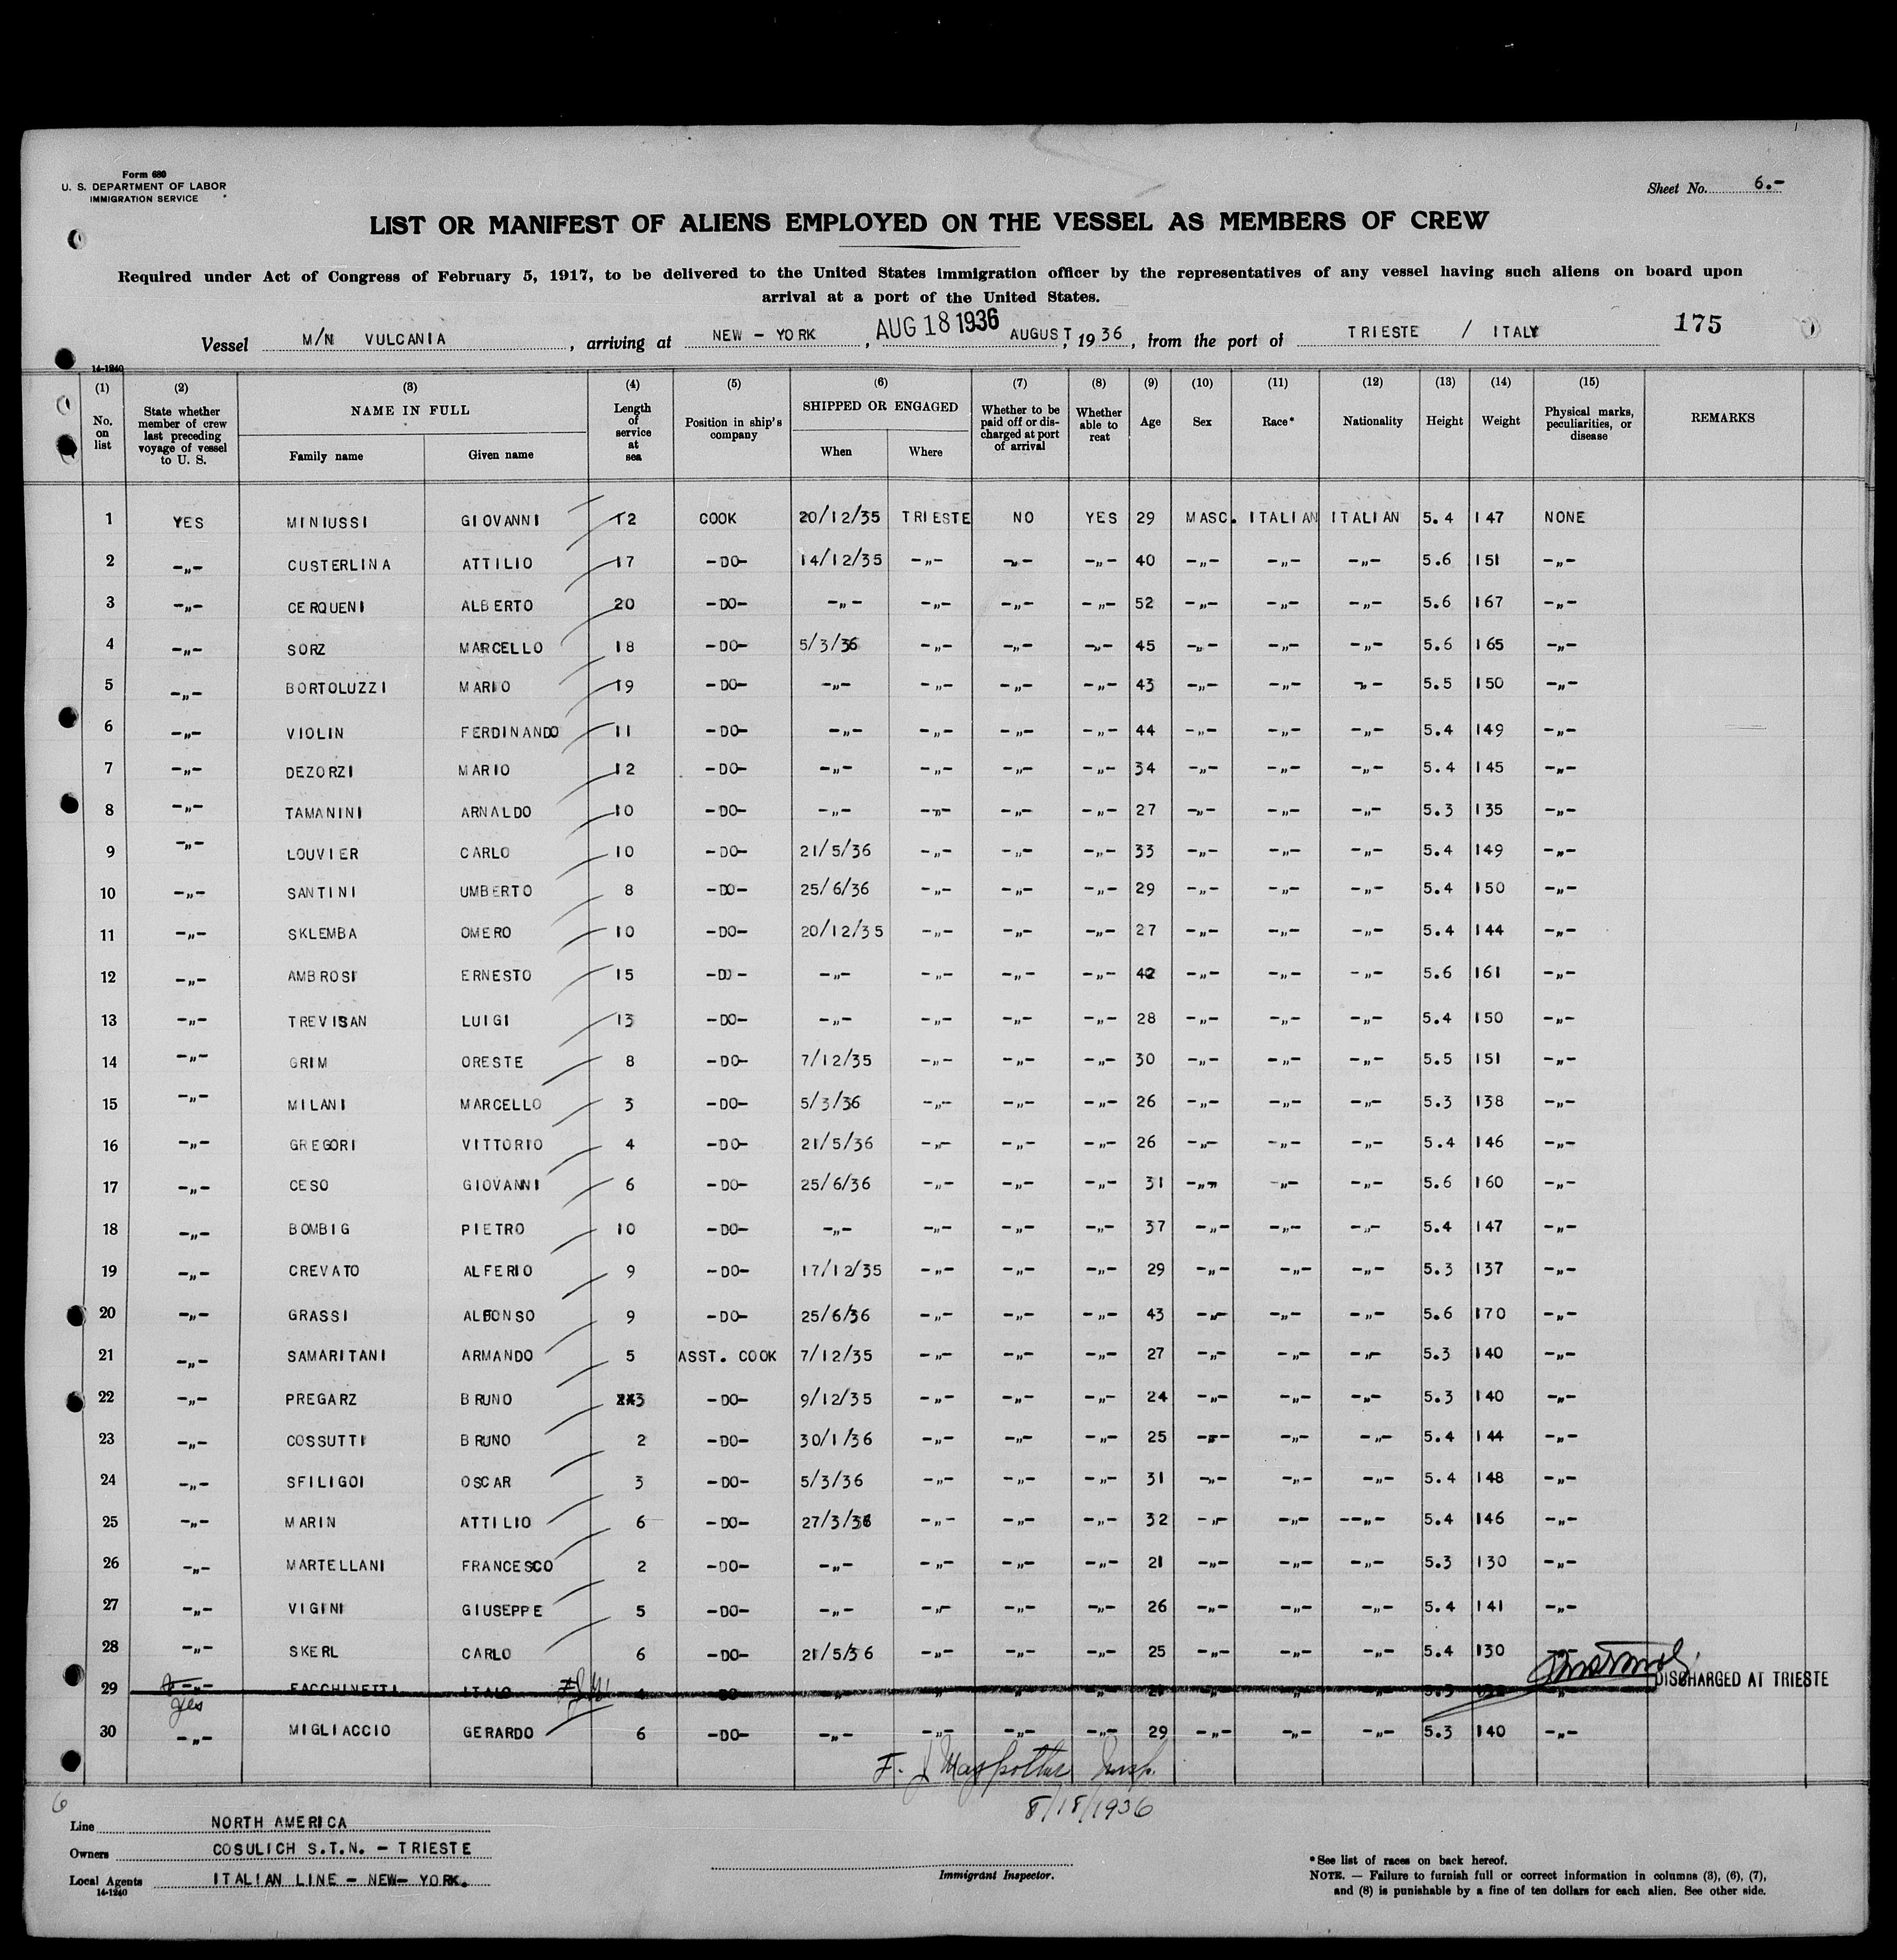 Form 680
U. S. DEPARTMENT OF LABOR
IMMIGRATION SERVICE
Sheet No. 6.-
LIST OR MANIFEST OF ALIENS EMPLOYED ON THE VESSEL AS MEMBERS OF CREW
Required under Act of Congress of February 5, 1917, to be delivered to the United States immigration officer by the representatives of any vessel having such aliens on board upon
arrival at a port of the United States.
Vessel M/N VULCANIA, arriving at NEW - YORK, AUG 18 1936 AUGUST, 1936, from the port of TRIESTE / ITALY 175
14-1240
(1) (2) (3) (4) (5) (6) (7) (8) (9) (10) (11) (12) (13) (14) (15)
No. on list State whether member of crew last preceding voyage of vessel to U. S. NAME IN FULL Family name Given name Length of service at sea Position in ship's company SHIPPED OR ENGAGED When Where Whether to be paid off or discharged at port of arrival Whether able to reat Age Sex Race* Nationality Height Weight Physical marks, peculiarities, or disease REMARKS
1 YES MINIUSSI GIOVANNI 12 COOK 20/12/35 TRIESTE NO YES 29 MASC. ITALIAN ITALIAN 5.4 147 NONE
2 -„- CUSTERLINA ATTILIO 17 -DO- 14/12/35 -„- -„- -„- 40 -„- -„- -„- 5.6 151 -„-
3 -„- CERQUENI ALBERTO 20 -DO- -„- -„- -„- -„- 52 -„- -„- -„- 5.6 167 -„-
4 -„- SORZ MARCELLO 18 -DO- 5/3/36 -„- -„- -„- 45 -„- -„- -„- 5.6 165 -„-
5 -„- BORTOLUZZI MARIO 19 -DO- -„- -„- -„- -„- 43 -„- -„- -„- 5.5 150 -„-
6 -„- VIOLIN FERDINANDO 11 -DO- -„- -„- -„- -„- 44 -„- -„- -„- 5.4 149 -„-
7 -„- DEZORZI MARIO 12 -DO- -„- -„- -„- -„- 34 -„- -„- -„- 5.4 145 -„-
8 -„- TAMANINI ARNALDO 10 -DO- -„- -„- -„- -„- 27 -„- -„- -„- 5.3 135 -„-
9 -„- LOUVIER CARLO 10 -DO- 21/5/36 -„- -„- -„- 33 -„- -„- -„- 5.4 149 -„-
10 -„- SANTINI UMBERTO 8 -DO- 25/6/36 -„- -„- -„- 29 -„- -„- -„- 5.4 150 -„-
11 -„- SKLEMBA OMERO 10 -DO- 20/12/35 -„- -„- -„- 27 -„- -„- -„- 5.4 144 -„-
12 -„- AMBROSI ERNESTO 15 -DO- -„- -„- -„- -„- 42 -„- -„- -„- 5.6 161 -„-
13 -„- TREVISAN LUIGI 13 -DO- -„- -„- -„- -„- 28 -„- -„- -„- 5.4 150 -„-
14 -„- GRIM ORESTE 8 -DO- 7/12/35 -„- -„- -„- 30 -„- -„- -„- 5.5 151 -„-
15 -„- MILANI MARCELLO 3 -DO- 5/3/36 -„- -„- -„- 26 -„- -„- -„- 5.3 138 -„-
16 -„- GREGORI VITTORIO 4 -DO- 21/5/36 -„- -„- -„- 26 -„- -„- -„- 5.4 146 -„-
17 -„- CESO GIOVANNI 6 -DO- 25/6/36 -„- -„- -„- 31 -„- -„- -„- 5.6 160 -„-
18 -„- BOMBIG PIETRO 10 -DO- -„- -„- -„- -„- 37 -„- -„- -„- 5.4 147 -„-
19 -„- CREVATO ALFERIO 9 -DO- 17/12/35 -„- -„- -„- 29 -„- -„- -„- 5.3 137 -„-
20 -„- GRASSI ALFONSO 9 -DO- 25/6/36 -„- -„- -„- 43 -„- -„- -„- 5.6 170 -„-
21 -„- SAMARITANI ARMANDO 5 ASST. COOK 7/12/35 -„- -„- -„- 27 -„- -„- -„- 5.3 140 -„-
22 -„- PREGARZ BRUNO 3 -DO- 9/12/35 -„- -„- -„- 24 -„- -„- -„- 5.3 140 -„-
23 -„- COSSUTTI BRUNO 2 -DO- 30/1/36 -„- -„- -„- 25 -„- -„- -„- 5.4 144 -„-
24 -„- SFILIGOI OSCAR 3 -DO- 5/3/36 -„- -„- -„- 31 -„- -„- -„- 5.4 148 -„-
25 -„- MARIN ATTILIO 6 -DO- 27/3/36 -„- -„- -„- 32 -„- -„- --„- 5.4 146 -„-
26 -„- MARTELLANI FRANCESCO 2 -DO- -„- -„- -„- -„- 21 -„- -„- -„- 5.3 130 -„-
27 -„- VIGINI GIUSEPPE 5 -DO- -„- -„- -„- -„- 26 -„- -„- -„- 5.4 141 -„-
28 -„- SKERL CARLO 6 -DO- 21/5/36 -„- -„- -„- 25 -„- -„- -„- 5.4 130 -„-
29 -„- FACCHINETTI ITALO DISCHARGED AT TRIESTE
yes
30 -„- MIGLIACCIO GERARDO 6 -DO- -„- -„- -„- -„- 29 -„- -„- -„- 5.3 140 -„-
8/18/1936
6
Line NORTH AMERICA
Owners COSULICH S.T.N. - TRIESTE
Local Agents ITALIAN LINE - NEW- YORK.
14-1240
Immigrant Inspector.
*See list of races on back hereof.
NOTE. — Failure to furnish full or correct information in columns (3), (6), (7),
and (8) is punishable by a fine of ten dollars for each alien. See other side.